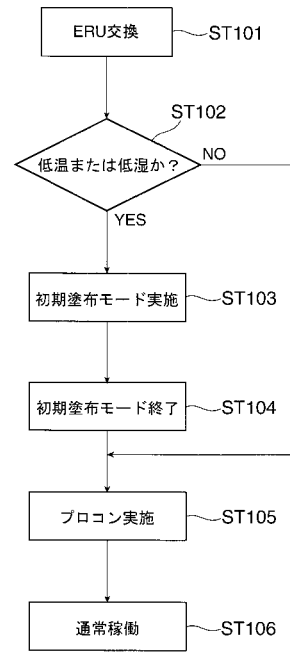 ERU交換
ST101
ST102
低温または低湿か？
NO
YES
初期塗布モード実施
ST103
初期塗布モード終了
ST104
プロコン実施
ST105
通常稼働
ST106